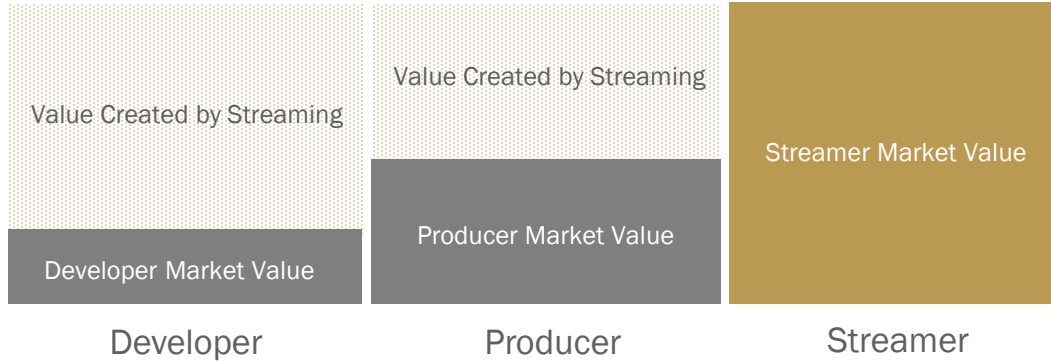 Value Created by Streaming
Developer Market Value
Developer
Value Created by Streaming
Producer Market Value
Producer
Streamer Market Value
Streamer